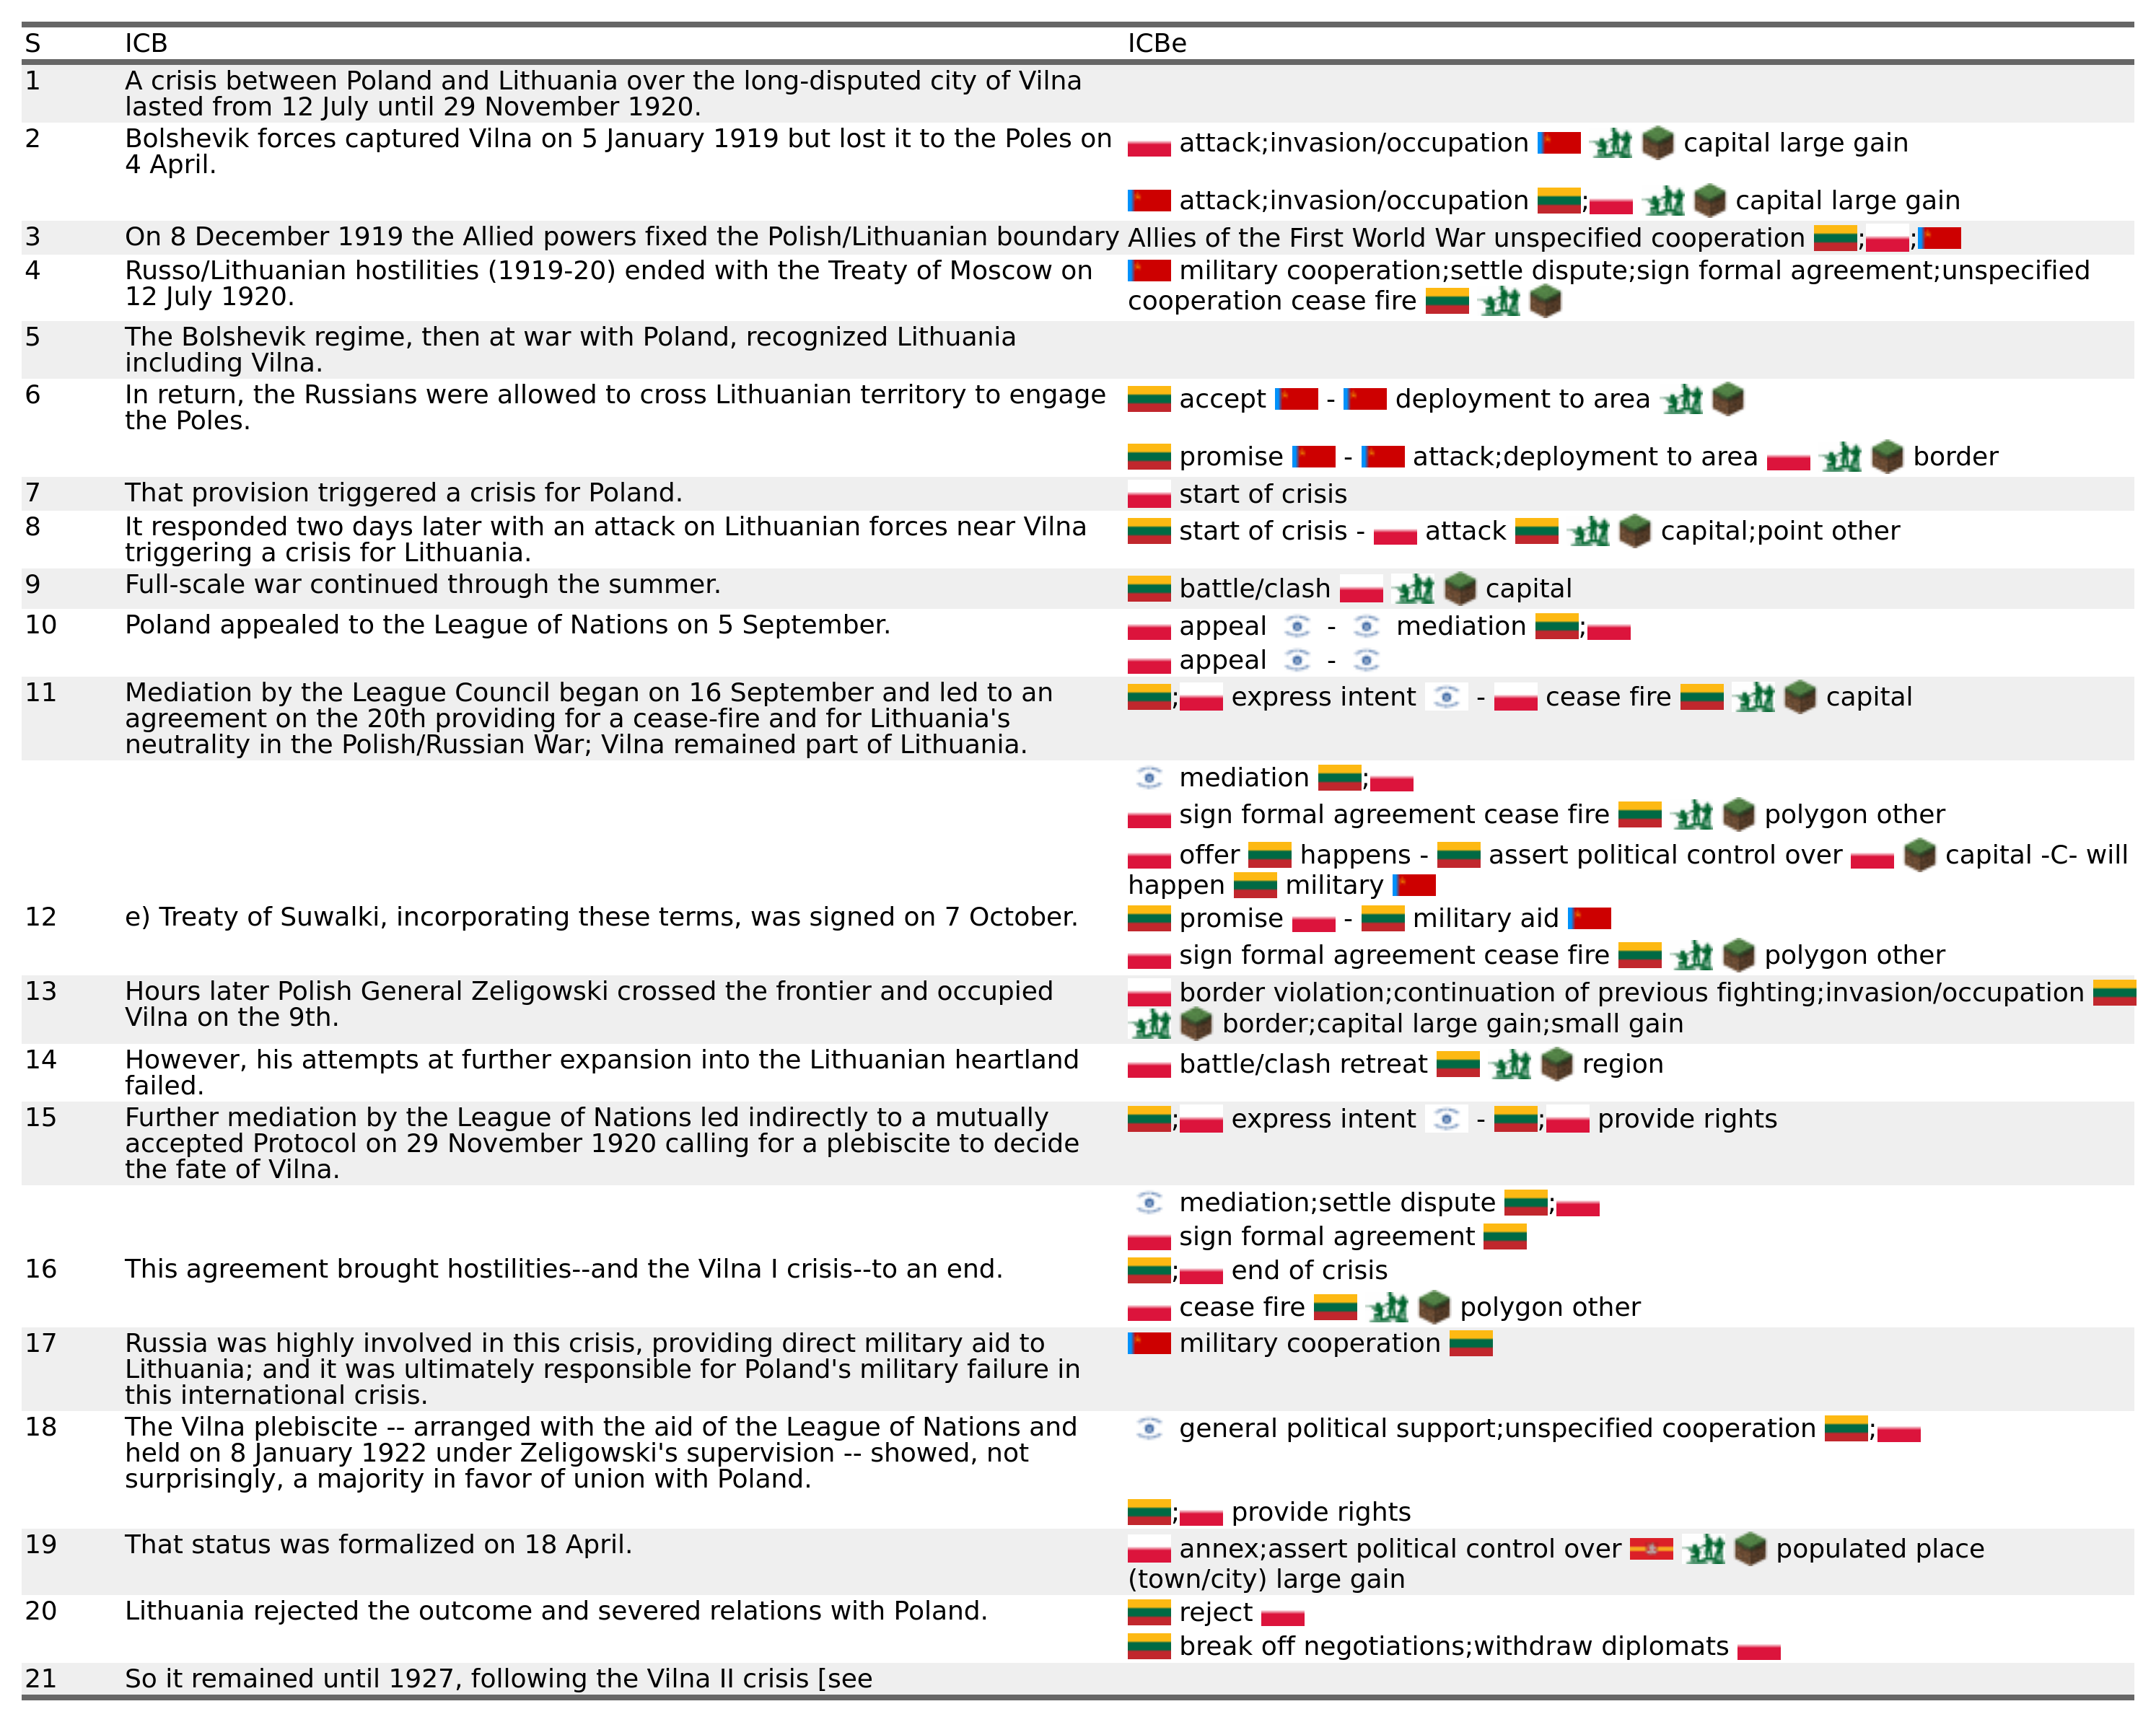 S ICB ICBe
1 A crisis between Poland and Lithuania over the long-disputed city of Vilna
lasted from 12 July until 29 November 1920.
2 Bolshevik forces captured Vilna on 5 January 1919 but lost it to the Poles on
4 April.
attack;invasion/occupation capital large gain
attack;invasion/occupation ; capital large gain
3 On 8 December 1919 the Allied powers fixed the Polish/Lithuanian boundary
Allies of the First World War unspecified cooperation ; ;
4 Russo/Lithuanian hostilities (1919-20) ended with the Treaty of Moscow on
12 July 1920.
military cooperation;settle dispute;sign formal agreement;unspecified
cooperation cease fire
5 The Bolshevik regime, then at war with Poland, recognized Lithuania
including Vilna.
6 In return, the Russians were allowed to cross Lithuanian territory to engage
the Poles.
accept - deployment to area
promise - attack;deployment to area border
7 That provision triggered a crisis for Poland.
start of crisis
8 It responded two days later with an attack on Lithuanian forces near Vilna
triggering a crisis for Lithuania.
start of crisis - attack capital;point other
9 Full-scale war continued through the summer.
battle/clash capital
10 Poland appealed to the League of Nations on 5 September.
appeal - mediation ;
appeal -
11 Mediation by the League Council began on 16 September and led to an
agreement on the 20th providing for a cease-fire and for Lithuania's
neutrality in the Polish/Russian War; Vilna remained part of Lithuania.
; express intent - cease fire capital
mediation ;
sign formal agreement cease fire polygon other
offer happens - assert political control over capital -C- will
happen military
12 e) Treaty of Suwalki, incorporating these terms, was signed on 7 October.
promise - military aid
sign formal agreement cease fire polygon other
13 Hours later Polish General Zeligowski crossed the frontier and occupied
Vilna on the 9th.
border violation;continuation of previous fighting;invasion/occupation
border;capital large gain;small gain
14 However, his attempts at further expansion into the Lithuanian heartland
failed.
battle/clash retreat region
15 Further mediation by the League of Nations led indirectly to a mutually
accepted Protocol on 29 November 1920 calling for a plebiscite to decide
the fate of Vilna.
; express intent - ; provide rights
mediation;settle dispute ;
sign formal agreement
16 This agreement brought hostilities--and the Vilna I crisis--to an end.
; end of crisis
cease fire polygon other
17 Russia was highly involved in this crisis, providing direct military aid to
Lithuania; and it was ultimately responsible for Poland's military failure in
this international crisis.
military cooperation
18 The Vilna plebiscite -- arranged with the aid of the League of Nations and
held on 8 January 1922 under Zeligowski's supervision -- showed, not
surprisingly, a majority in favor of union with Poland.
general political support;unspecified cooperation ;
; provide rights
19 That status was formalized on 18 April.
annex;assert political control over populated place
(town/city) large gain
20 Lithuania rejected the outcome and severed relations with Poland.
reject
break off negotiations;withdraw diplomats
21 So it remained until 1927, following the Vilna II crisis [see